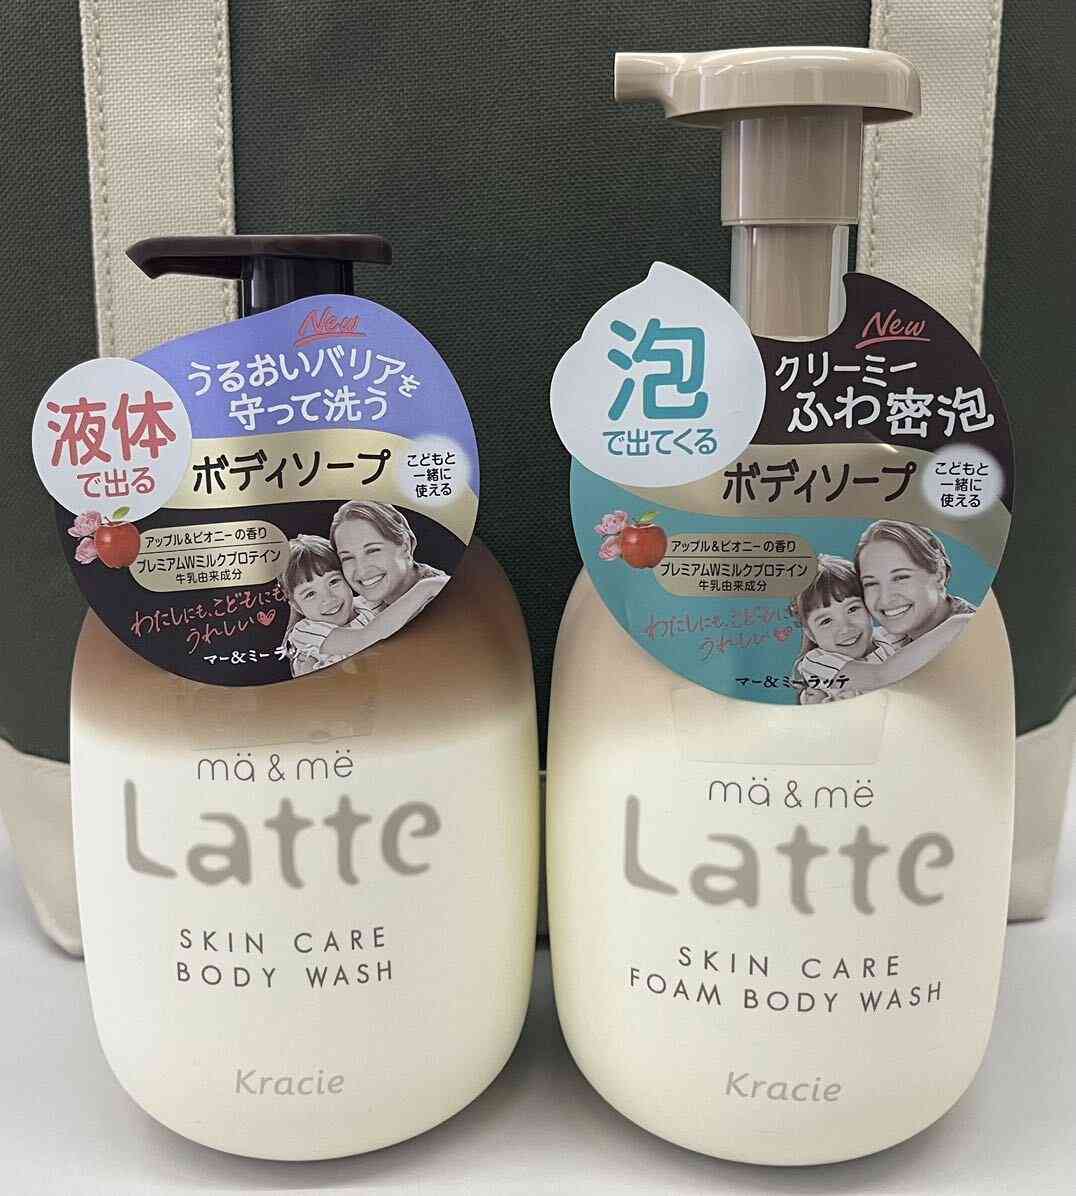 New
うるおいバリアを
守って洗う
液体
で出る
ボディソープ
こどもと
一緒に
使える
アップル&ピオニーの香り
プレミアムWミルクプロテイン
牛乳由来成分
わたしにも、こどもにも
うれしい
マー&ミー ラッテ
mä & më
Latte
SKIN CARE
BODY WASH
Kracie
New
クリーミー
ふわ密泡
泡
で出てくる
ボディソープ
こどもと
一緒に
使える
アップル&ピオニーの香り
プレミアムWミルクプロテイン
牛乳由来成分
わたしにも、こどもに
うれしい
マー&ミー ラッテ
mä & më
Latte
SKIN CARE
FOAM BODY WASH
Kracie